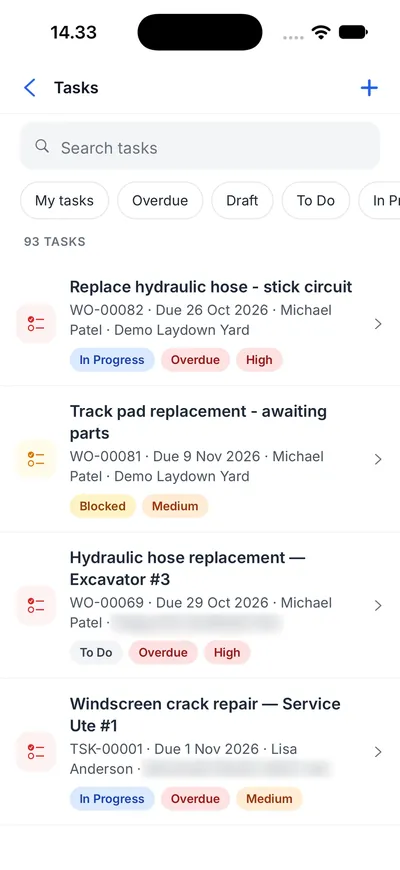 14.33
Tasks
Search tasks
My tasks
Overdue
Draft
To Do
In Pr
93 TASKS
Replace hydraulic hose - stick circuit
WO-00082 · Due 26 Oct 2026 · Michael
Patel · Demo Laydown Yard
In Progress
Overdue
High
Track pad replacement - awaiting
parts
WO-00081 · Due 9 Nov 2026 · Michael
Patel · Demo Laydown Yard
Blocked
Medium
Hydraulic hose replacement —
Excavator #3
WO-00069 · Due 29 Oct 2026 · Michael
Patel ·
To Do
Overdue
High
Windscreen crack repair — Service
Ute #1
TSK-00001 · Due 1 Nov 2026 · Lisa
Anderson ·
In Progress
Overdue
Medium